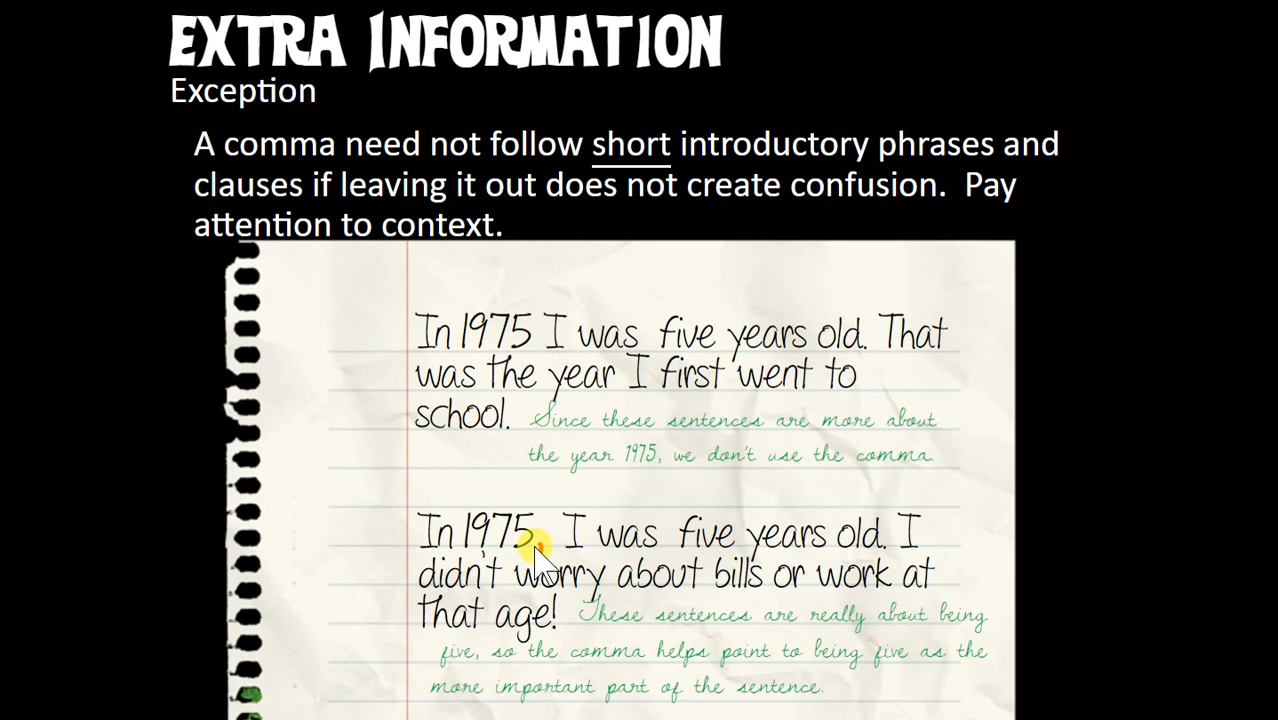 EXTRA INFORMATION
Exception
A comma need not follow short introductory phrases and
clauses if leaving it out does not create confusion. Pay
attention to context.
In 1975 I was five years old. That
was the year I first went to
school. Since these sentences are more about
the year 1975, we don't use the comma.
In 1975, I was five years old. I
didn't worry about bills or work at
that age! These sentences are really about being
five, so the comma helps point to being five as the
more important part of the sentence.